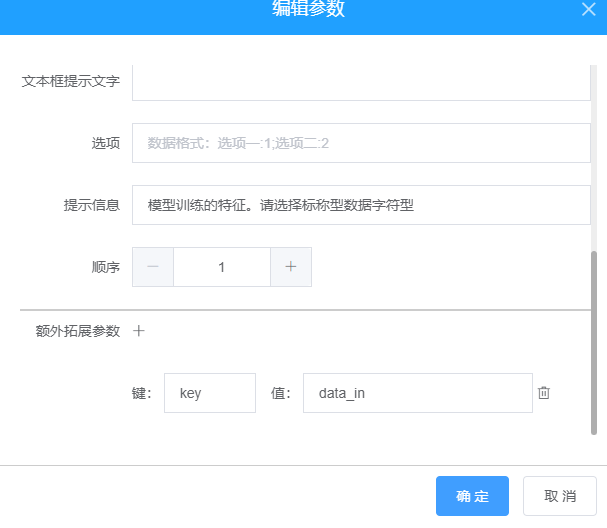 编辑参数
文本框提示文字
选项 数据格式：选项一:1;选项二:2
提示信息 模型训练的特征。请选择标称型数据字符型
顺序 1
额外拓展参数
键： key 值： data_in
确 定 取 消